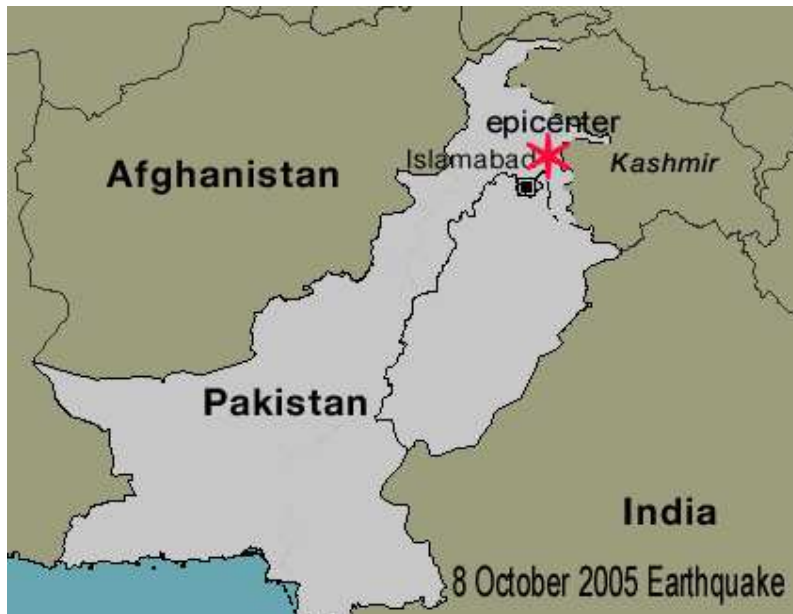 epicenter
Islamabad
Kashmir
Afghanistan
Pakistan
India
8 October 2005 Earthquake